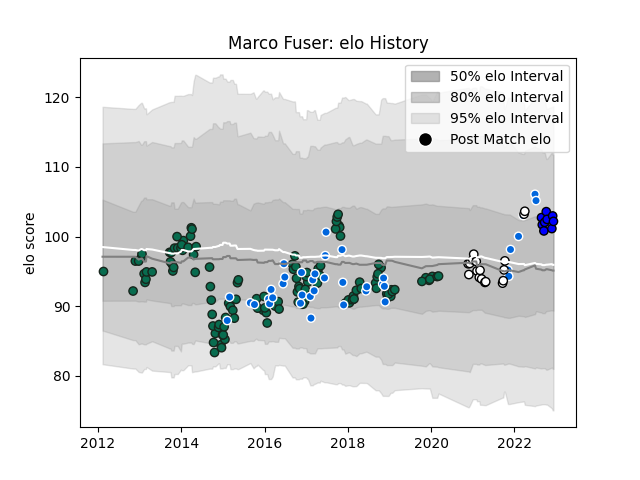 Marco Fuser: elo History
50% elo Interval
80% elo Interval
95% elo Interval
Post Match elo
elo score
120
110
100
90
80
2012
2014
2016
2018
2020
2022